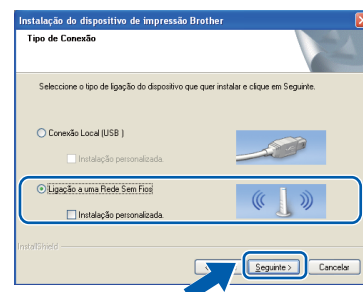 Instalação do dispositivo de impressão Brother
Tipo de Conexão
Seleccione o tipo de ligação do dispositivo que quer instalar e clique em Seguinte.
Conexão Local (USB )
Instalação personalizada.
Ligação a uma Rede Sem Fios
Instalação personalizada.
InstallShield
<
Seguinte >
Cancelar